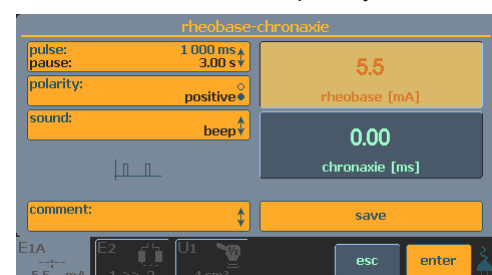 rheobase-chronaxie
pulse: 1 000 ms
pause: 3.00 s
polarity:
positive
sound:
beep
5.5
rheobase [mA]
0.00
chronaxie [ms]
comment:
save
E1A
E2
U1
esc
enter